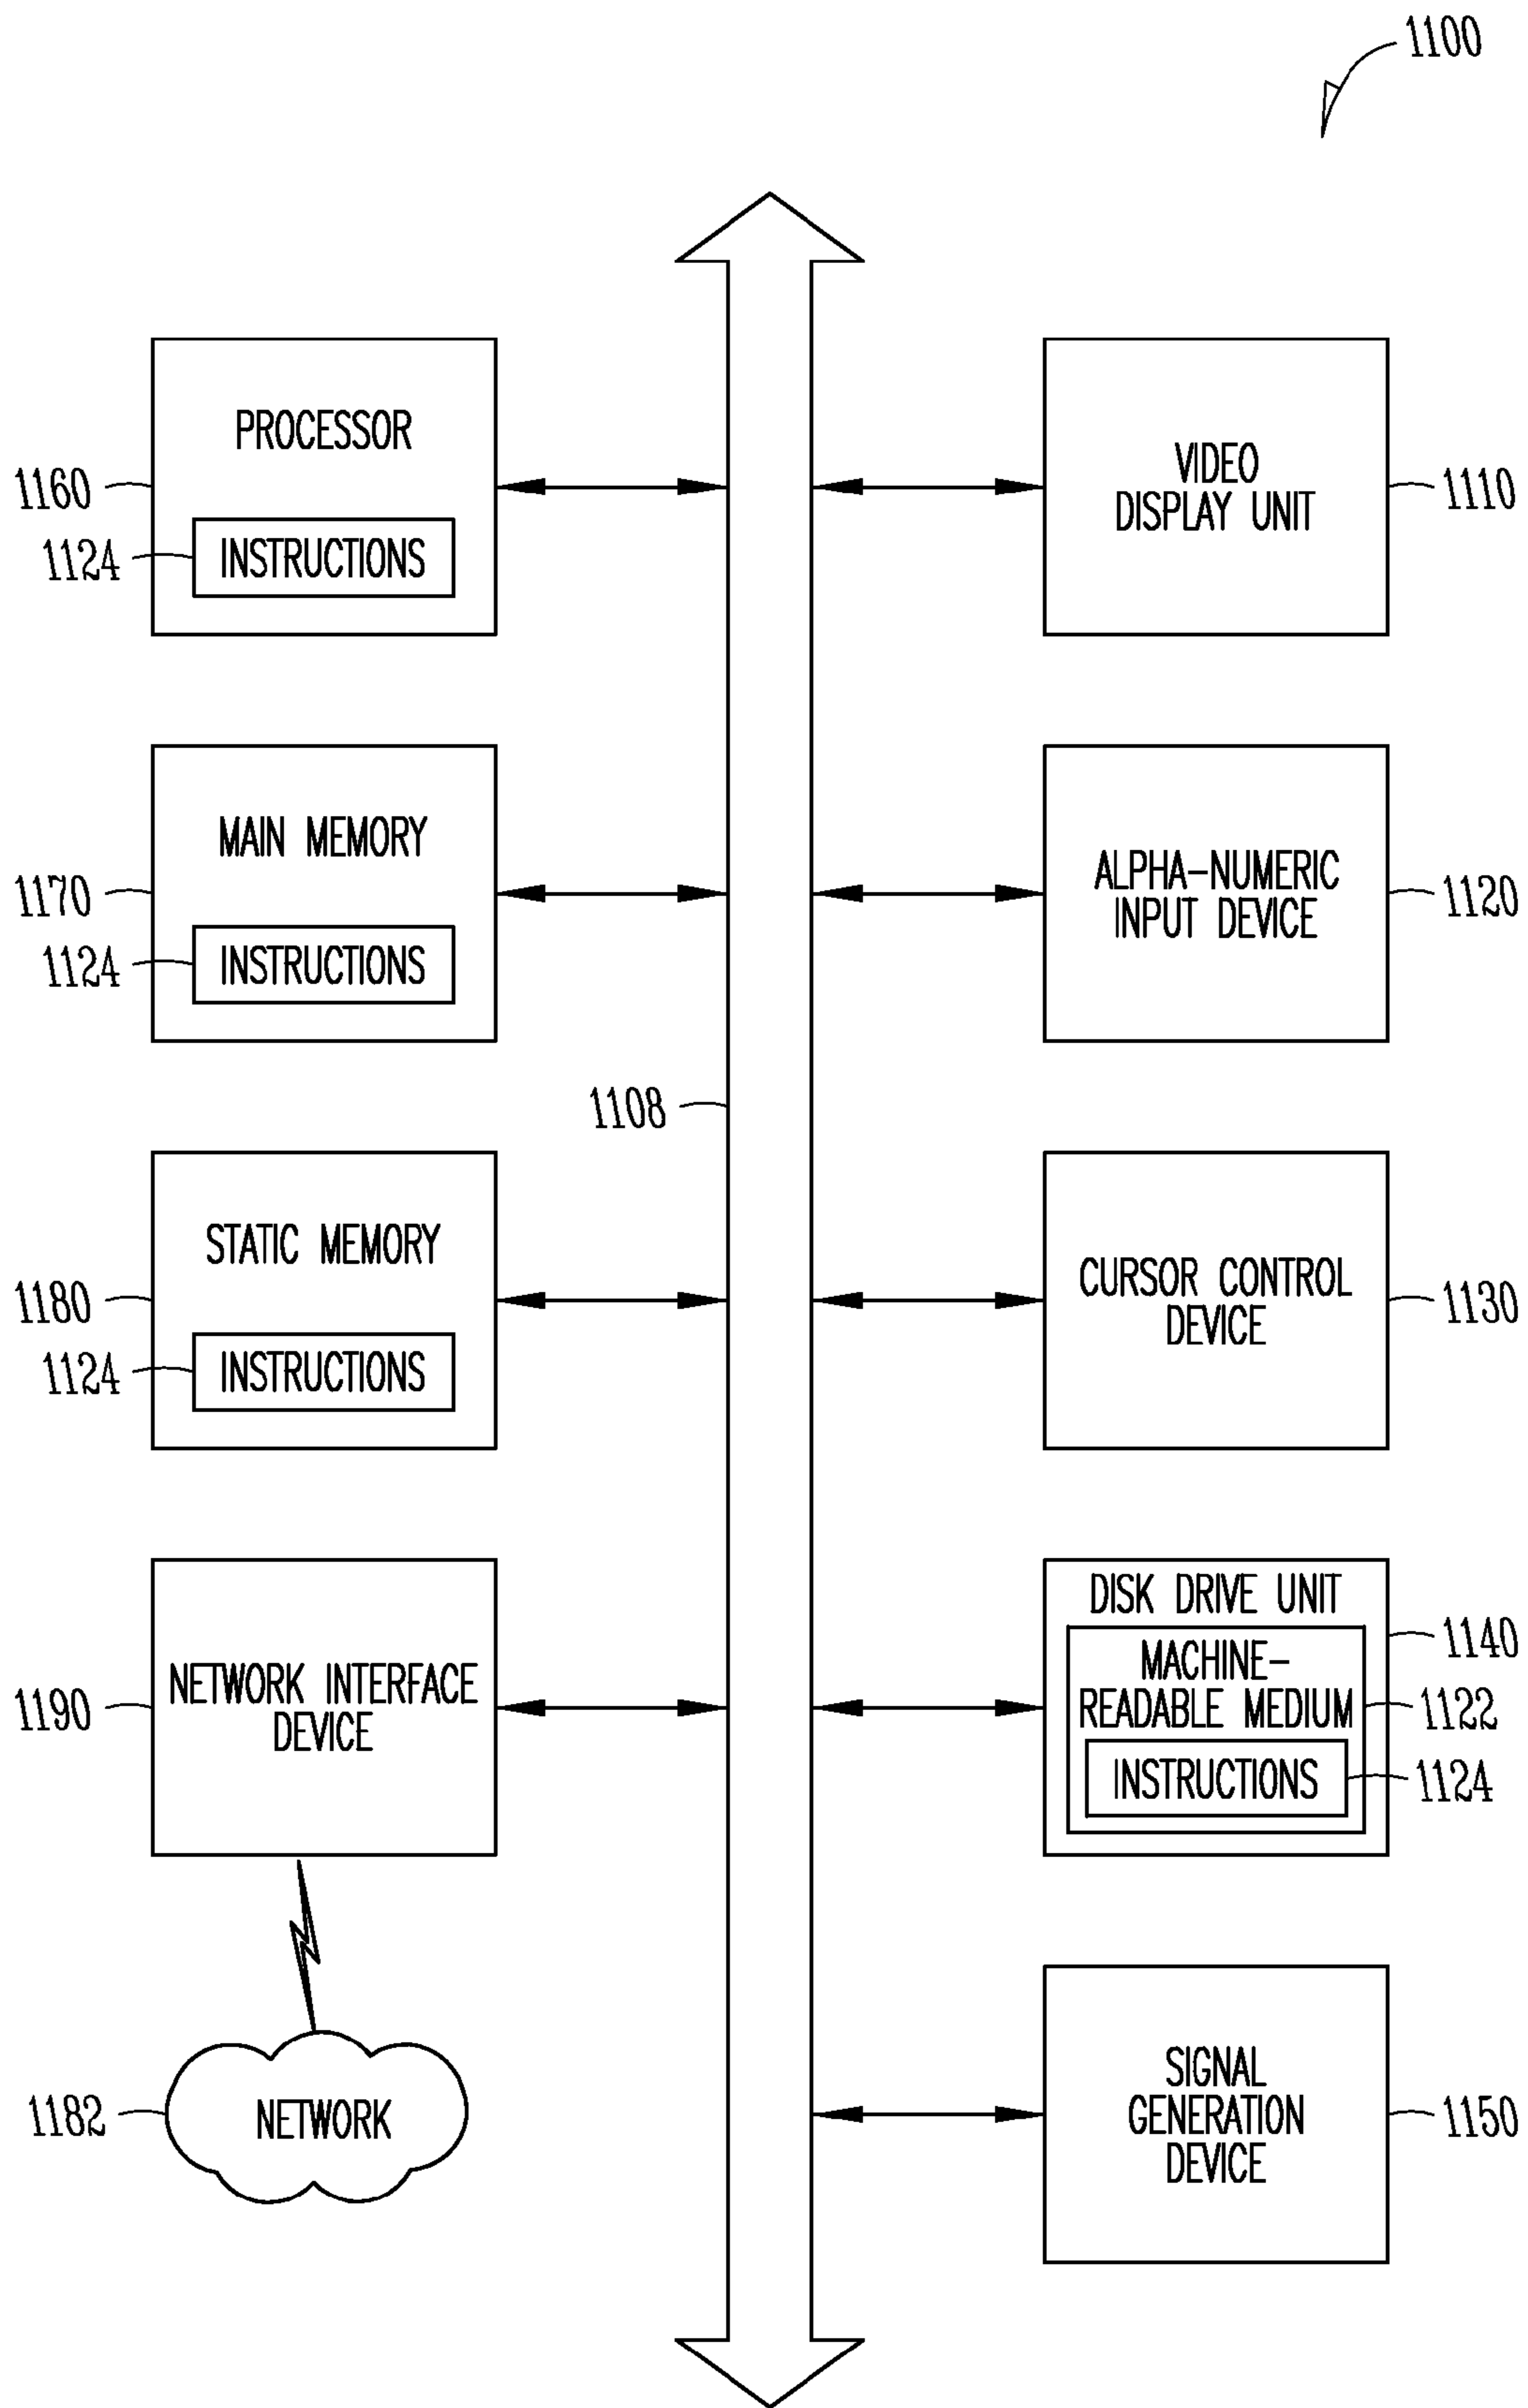 1100
PROCESSOR
1160
1124
INSTRUCTIONS
VIDEO
DISPLAY UNIT
1110
MAIN MEMORY
1170
1124
INSTRUCTIONS
ALPHA-NUMERIC
INPUT DEVICE
1120
1108
STATIC MEMORY
1180
1124
INSTRUCTIONS
CURSOR CONTROL
DEVICE
1130
NETWORK INTERFACE
DEVICE
1190
DISK DRIVE UNIT
1140
MACHINE-
READABLE MEDIUM
1122
INSTRUCTIONS
1124
1182
NETWORK
SIGNAL
GENERATION
DEVICE
1150